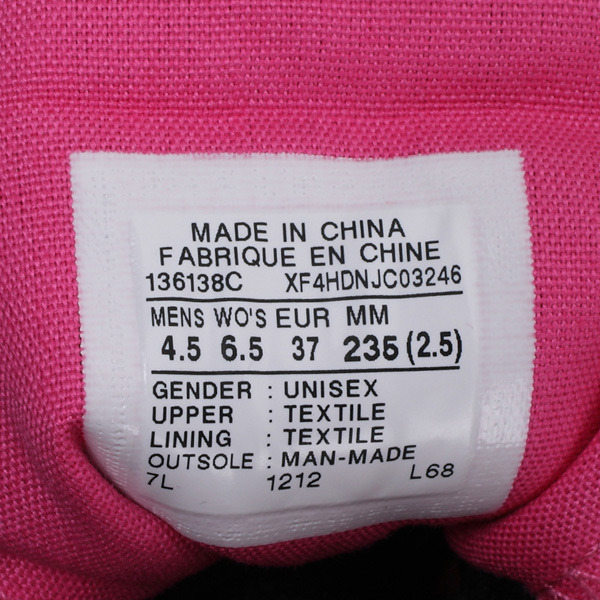 MADE IN CHINA
FABRIQUE EN CHINE
136138C XF4HDNJC03246
MENS WO'S EUR MM
4.5 6.5 37 235 (2.5)
GENDER : UNISEX
UPPER : TEXTILE
LINING : TEXTILE
OUTSOLE : MAN-MADE
7L 1212 L68